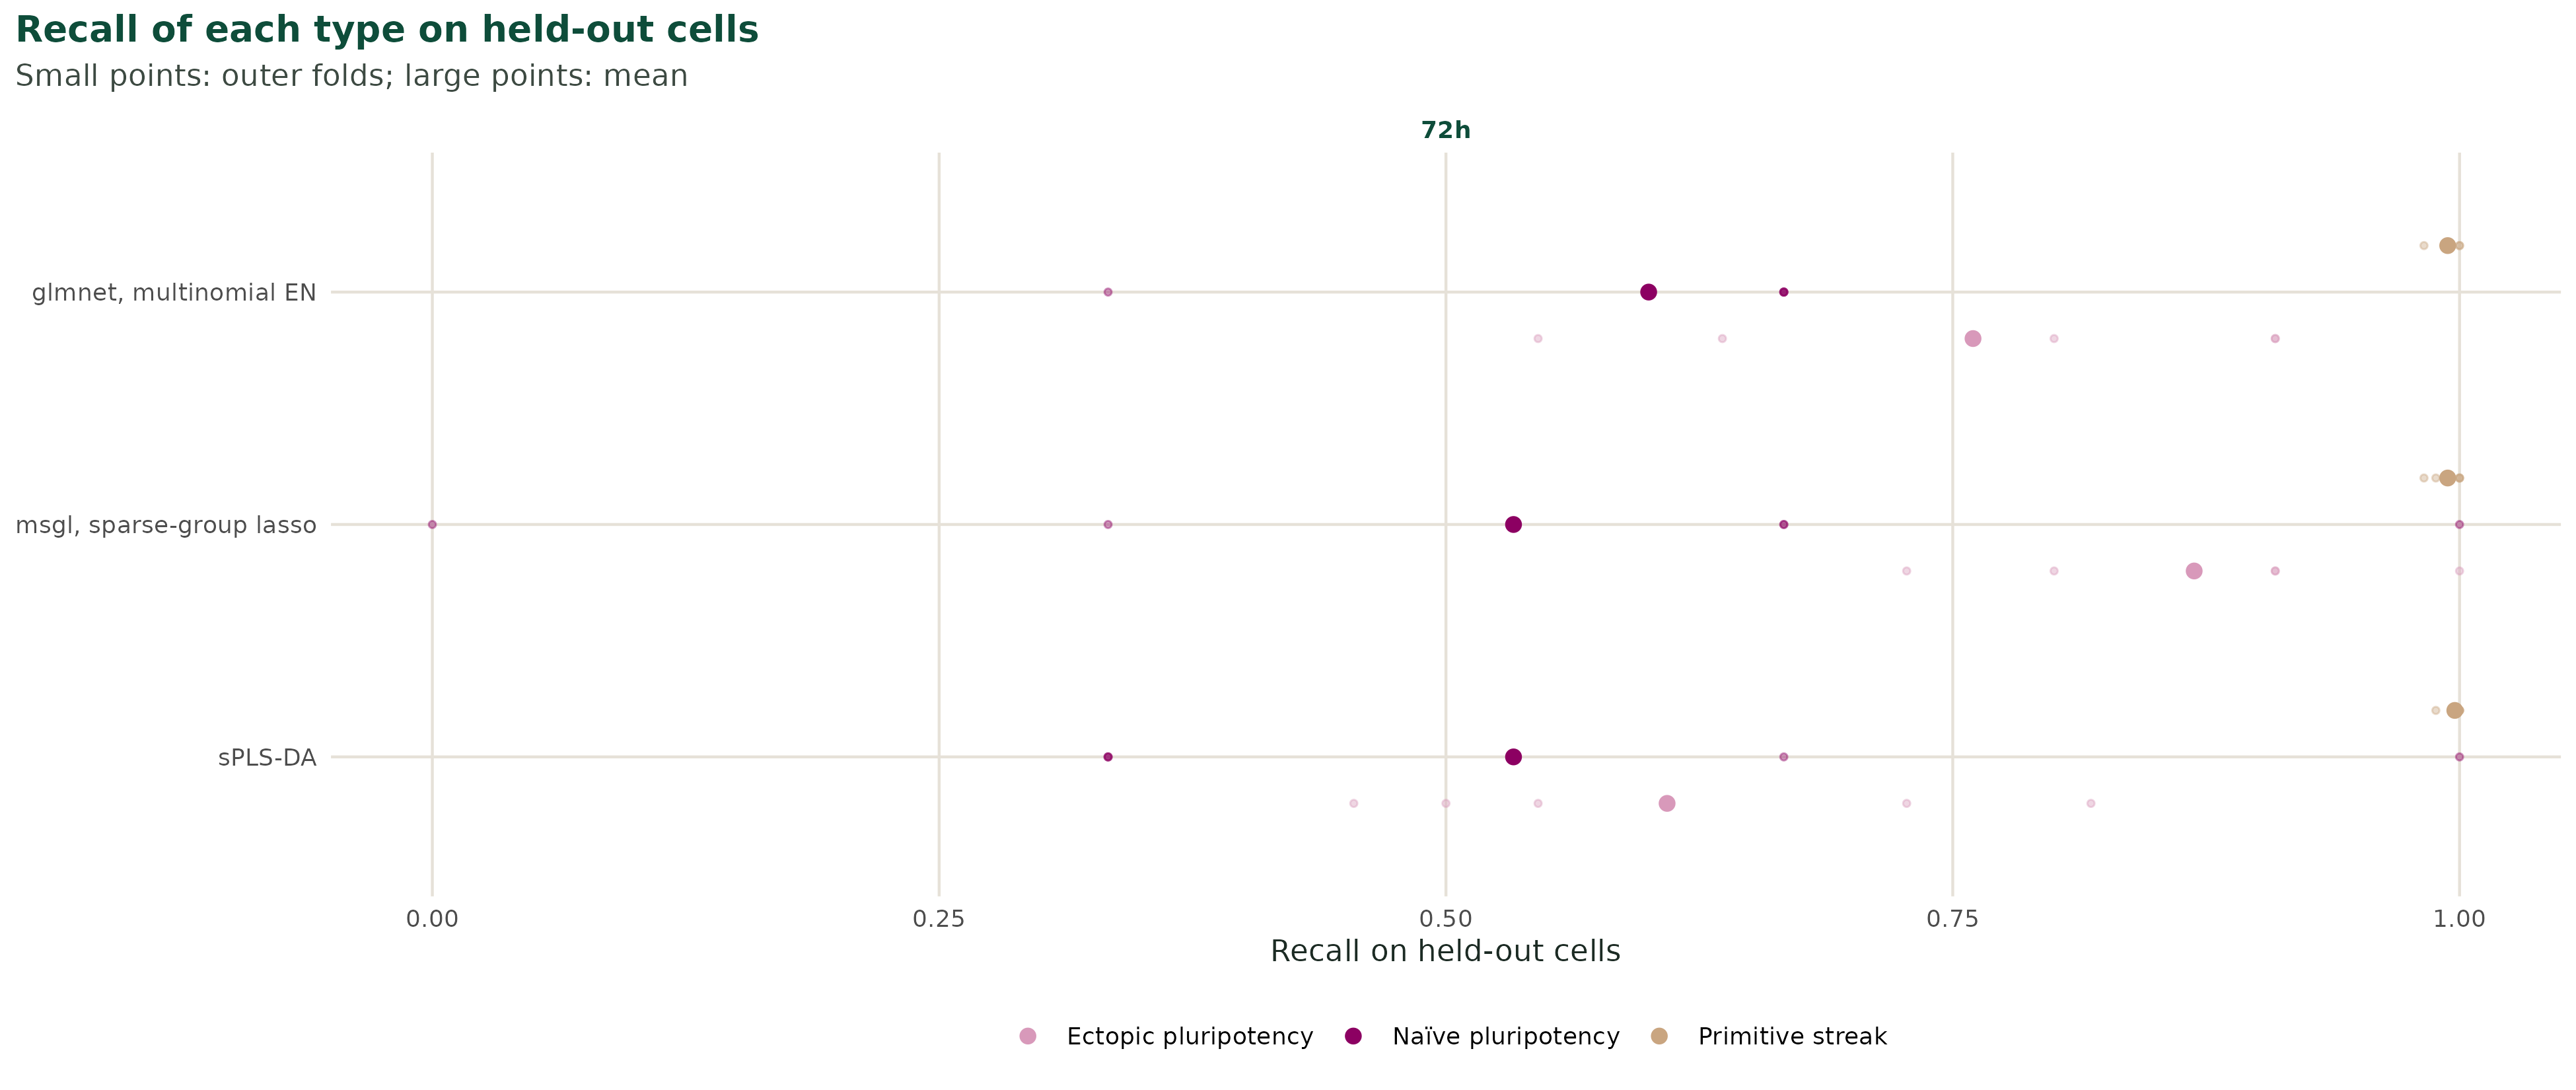 Recall of each type on held-out cells
Small points: outer folds; large points: mean
72h
glmnet, multinomial EN
msgl, sparse-group lasso
sPLS-DA
0.00 0.25 0.50 0.75 1.00
Recall on held-out cells
Ectopic pluripotency Naïve pluripotency Primitive streak